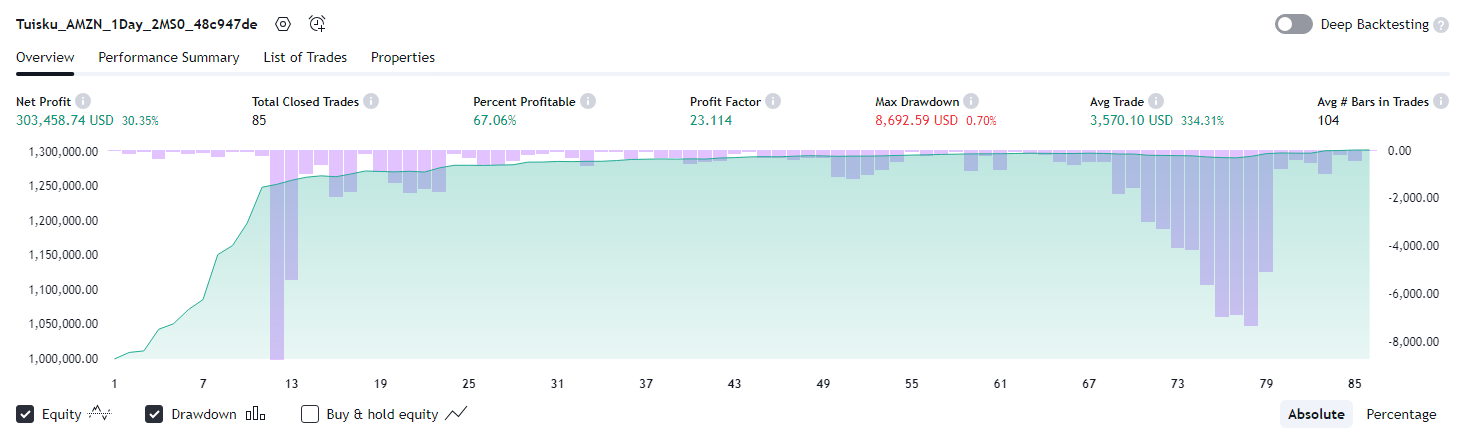 Tuisku_AMZN_1Day_2MS0_48c947de
Deep Backtesting ?
Overview Performance Summary List of Trades Properties
Net Profit i Total Closed Trades i Percent Profitable i Profit Factor i Max Drawdown i Avg Trade i Avg # Bars in Trades i
303,458.74 USD 30.35% 85 67.06% 23.114 8,692.59 USD 0.70% 3,570.10 USD 334.31% 104
1,300,000.00 0.00
1,250,000.00 -2,000.00
1,200,000.00
1,150,000.00 -4,000.00
1,100,000.00 -6,000.00
1,050,000.00
1,000,000.00 -8,000.00
1 7 13 19 25 31 37 43 49 55 61 67 73 79 85
Equity Drawdown Buy & hold equity Absolute Percentage